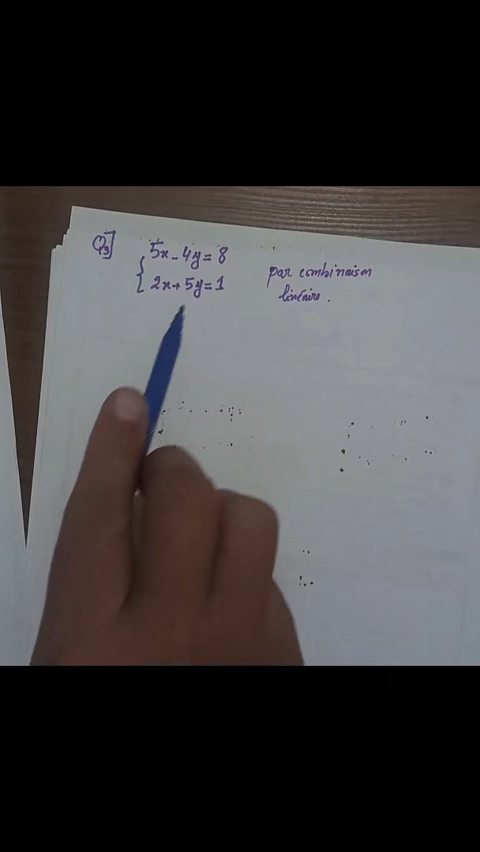 Q3]
5x - 4y = 8
2x + 5y = 1
par combinaison
linéaire.